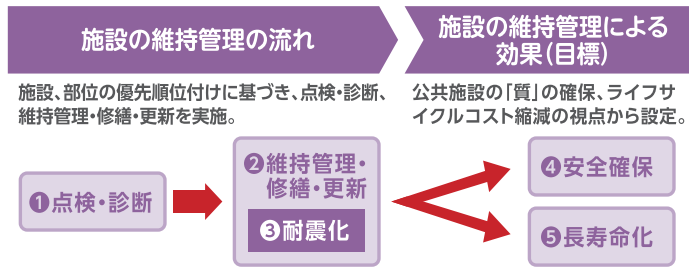 施設の維持管理の流れ
施設の維持管理による
効果(目標)
施設、部位の優先順位付けに基づき、点検・診断、
維持管理・修繕・更新を実施。
公共施設の「質」の確保、ライフサ
イクルコスト縮減の視点から設定。
❶点検・診断
❷維持管理・
修繕・更新
❸耐震化
❹安全確保
❺長寿命化